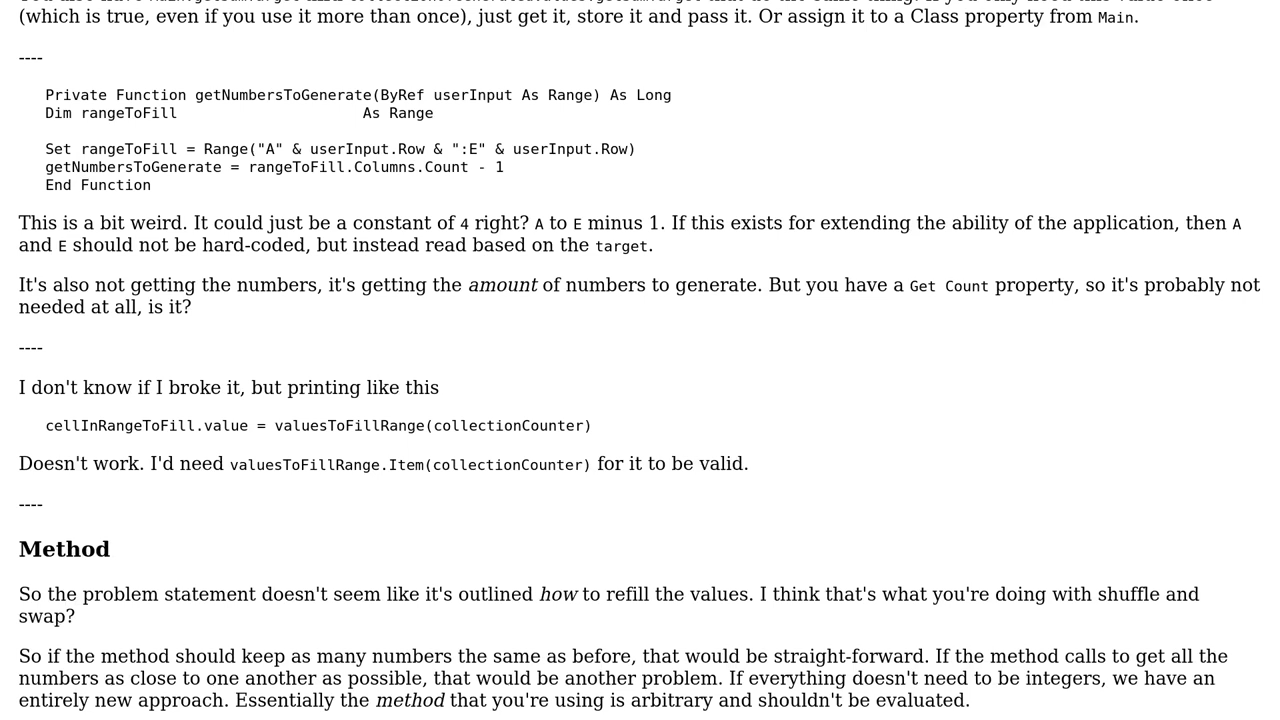 (which is true, even if you use it more than once), just get it, store it and pass it. Or assign it to a Class property from Main.
----
Private Function getNumbersToGenerate(ByRef userInput As Range) As Long
Dim rangeToFill                     As Range
Set rangeToFill = Range("A" & userInput.Row & ":E" & userInput.Row)
getNumbersToGenerate = rangeToFill.Columns.Count - 1
End Function
This is a bit weird. It could just be a constant of 4 right? A to E minus 1. If this exists for extending the ability of the application, then A
and E should not be hard-coded, but instead read based on the target.
It's also not getting the numbers, it's getting the amount of numbers to generate. But you have a Get Count property, so it's probably not
needed at all, is it?
----
I don't know if I broke it, but printing like this
cellInRangeToFill.value = valuesToFillRange(collectionCounter)
Doesn't work. I'd need valuesToFillRange.Item(collectionCounter) for it to be valid.
----
Method
So the problem statement doesn't seem like it's outlined how to refill the values. I think that's what you're doing with shuffle and
swap?
So if the method should keep as many numbers the same as before, that would be straight-forward. If the method calls to get all the
numbers as close to one another as possible, that would be another problem. If everything doesn't need to be integers, we have an
entirely new approach. Essentially the method that you're using is arbitrary and shouldn't be evaluated.